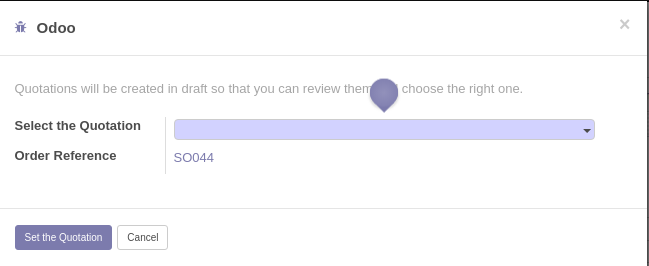 Odoo
×
Quotations will be created in draft so that you can review them choose the right one.
Select the Quotation
Order Reference SO044
Set the Quotation Cancel